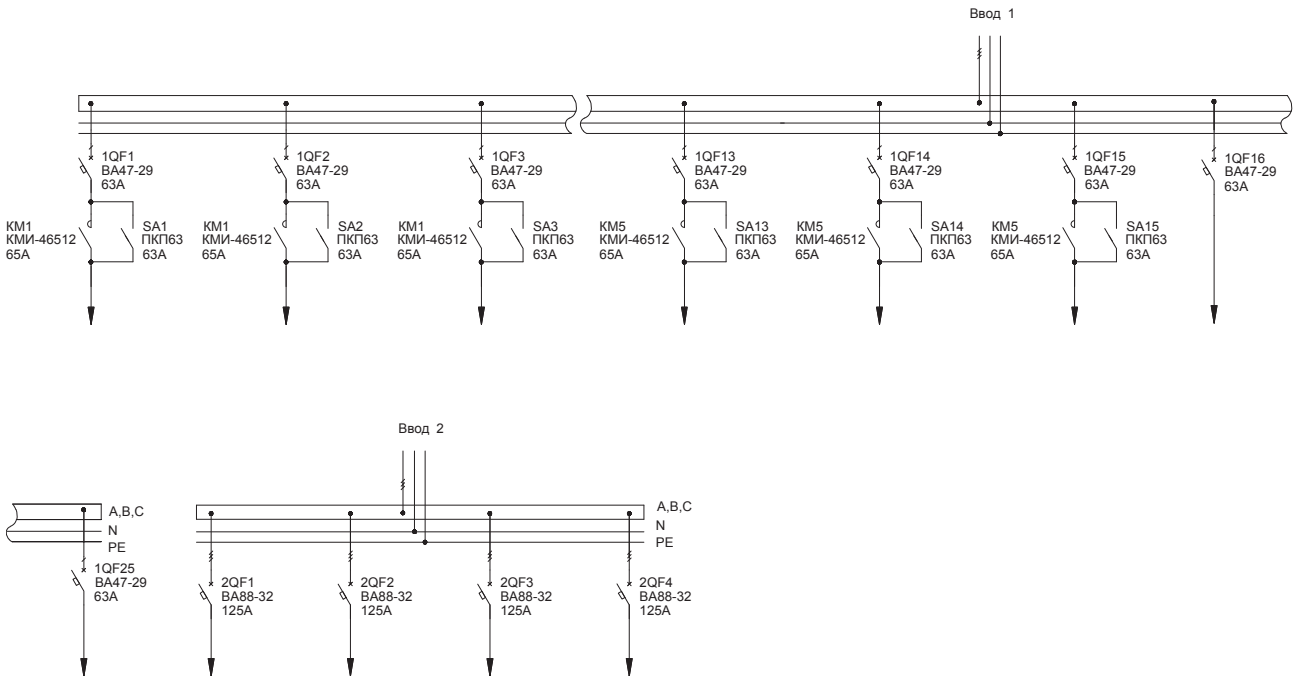 Ввод 1
1QF1
ВА47-29
63А
1QF2
ВА47-29
63А
1QF3
ВА47-29
63А
1QF13
ВА47-29
63А
1QF14
ВА47-29
63А
1QF15
ВА47-29
63А
1QF16
ВА47-29
63А
КМ1
КМИ-46512
65А
SA1
ПКП63
63А
КМ1
КМИ-46512
65А
SA2
ПКП63
63А
КМ1
КМИ-46512
65А
SA3
ПКП63
63А
КМ5
КМИ-46512
65А
SA13
ПКП63
63А
КМ5
КМИ-46512
65А
SA14
ПКП63
63А
КМ5
КМИ-46512
65А
SA15
ПКП63
63А
Ввод 2
A,B,C
N
PE
1QF25
ВА47-29
63А
A,B,C
N
PE
2QF1
ВА88-32
125А
2QF2
ВА88-32
125А
2QF3
ВА88-32
125А
2QF4
ВА88-32
125А